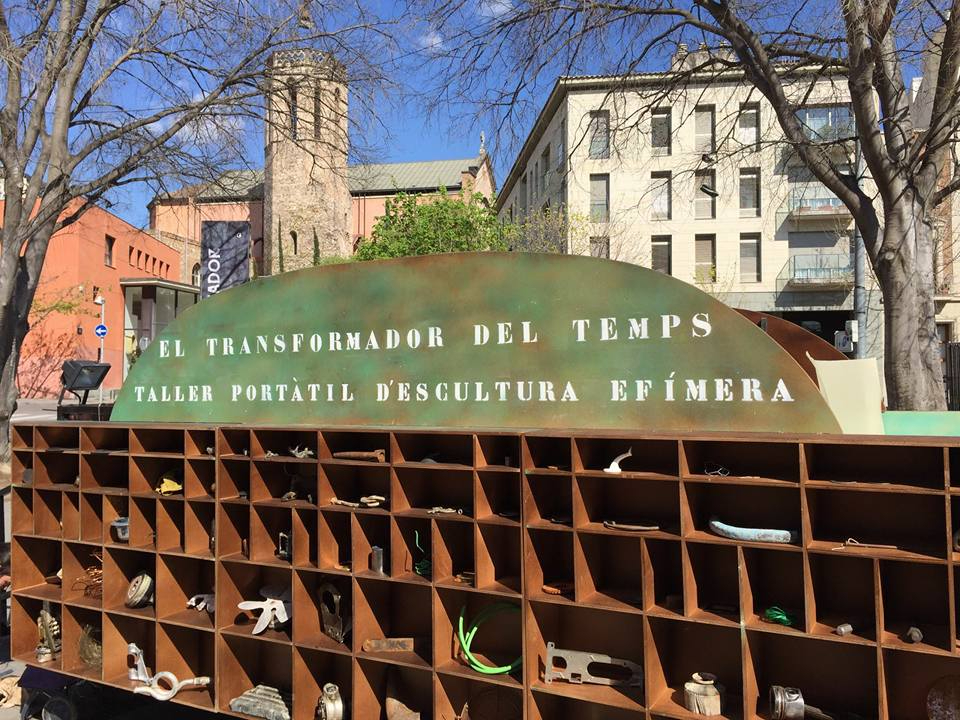 ADOR
EL TRANSFORMADOR DEL TEMPS
TALLER PORTÀTIL D'ESCULTURA EFÍMERA